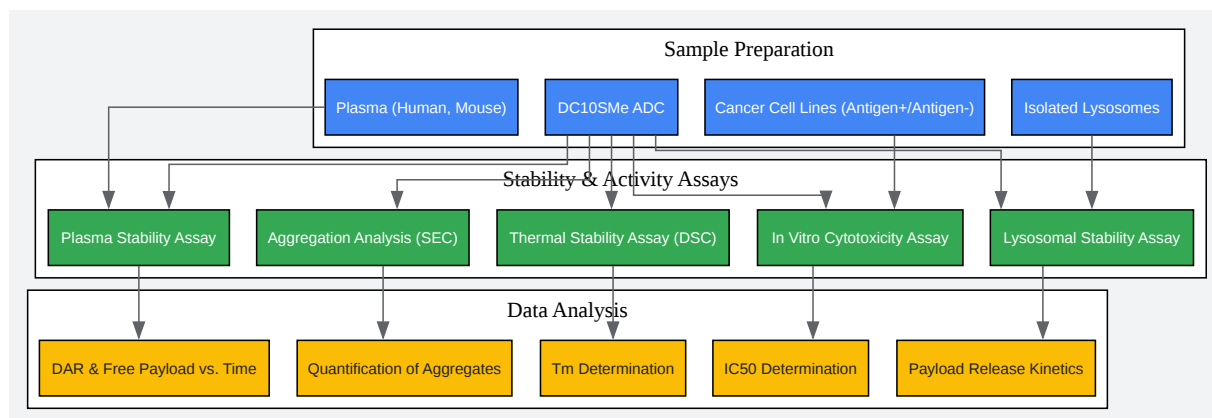 Sample Preparation
Plasma (Human, Mouse)
DC10SMe ADC
Cancer Cell Lines (Antigen+/Antigen-)
Isolated Lysosomes
Stability & Activity Assays
Plasma Stability Assay
Aggregation Analysis (SEC)
Thermal Stability Assay (DSC)
In Vitro Cytotoxicity Assay
Lysosomal Stability Assay
Data Analysis
DAR & Free Payload vs. Time
Quantification of Aggregates
Tm Determination
IC50 Determination
Payload Release Kinetics